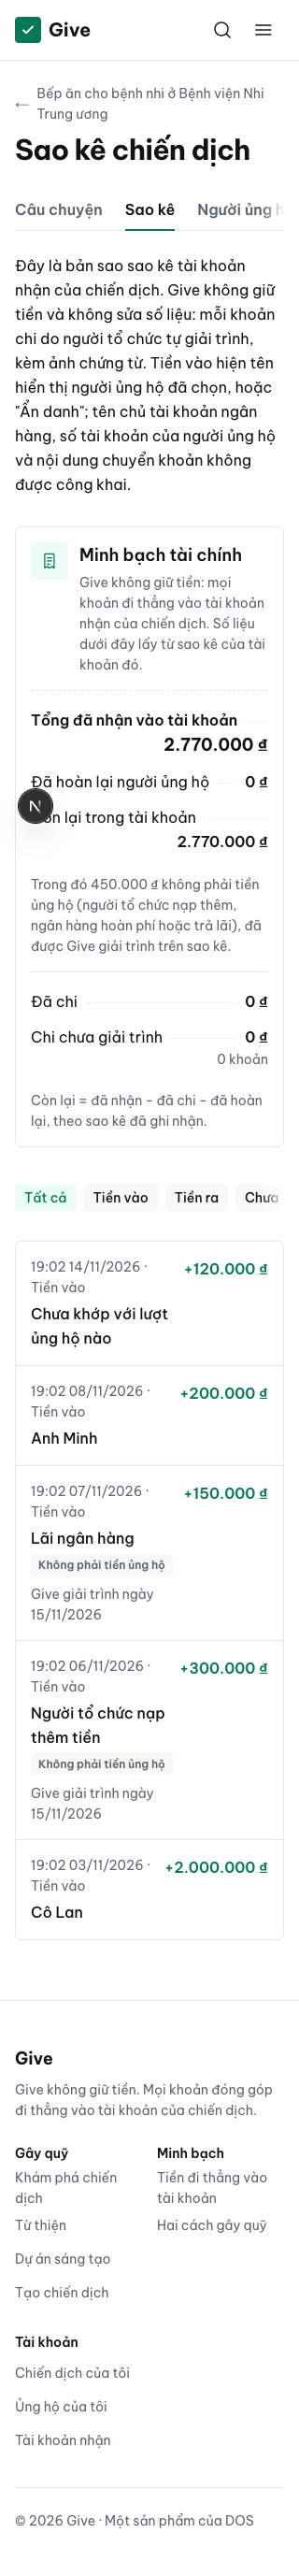 Give
← Bếp ăn cho bệnh nhi ở Bệnh viện Nhi
Trung ương
Sao kê chiến dịch
Câu chuyện Sao kê Người ủng
Đây là bản sao sao kê tài khoản
nhận của chiến dịch. Give không giữ
tiền và không sửa số liệu: mỗi khoản
chi do người tổ chức tự giải trình,
kèm ảnh chứng từ. Tiền vào hiện tên
hiển thị người ủng hộ đã chọn, hoặc
"Ẩn danh"; tên chủ tài khoản ngân
hàng, số tài khoản của người ủng hộ
và nội dung chuyển khoản không
được công khai.
Minh bạch tài chính
Give không giữ tiền: mọi
khoản đi thẳng vào tài khoản
nhận của chiến dịch. Số liệu
dưới đây lấy từ sao kê của tài
khoản đó.
Tổng đã nhận vào tài khoản
2.770.000 ₫
Đã hoàn lại người ủng hộ 0 ₫
N
lại trong tài khoản
2.770.000 ₫
Trong đó 450.000 ₫ không phải tiền
ủng hộ (người tổ chức nạp thêm,
ngân hàng hoàn phí hoặc trả lãi), đã
được Give giải trình trên sao kê.
Đã chi 0 ₫
Chi chưa giải trình 0 ₫
0 khoản
Còn lại = đã nhận − đã chi − đã hoàn
lại, theo sao kê đã ghi nhận.
Tất cả Tiền vào Tiền ra Chưa
19:02 14/11/2026 · +120.000 ₫
Tiền vào
Chưa khớp với lượt
ủng hộ nào
19:02 08/11/2026 · +200.000 ₫
Tiền vào
Anh Minh
19:02 07/11/2026 · +150.000 ₫
Tiền vào
Lãi ngân hàng
Không phải tiền ủng hộ
Give giải trình ngày
15/11/2026
19:02 06/11/2026 · +300.000 ₫
Tiền vào
Người tổ chức nạp
thêm tiền
Không phải tiền ủng hộ
Give giải trình ngày
15/11/2026
19:02 03/11/2026 · +2.000.000 ₫
Tiền vào
Cô Lan
Give
Give không giữ tiền. Mọi khoản đóng góp
đi thẳng vào tài khoản của chiến dịch.
Gây quỹ
Khám phá chiến
dịch
Từ thiện
Dự án sáng tạo
Tạo chiến dịch
Minh bạch
Tiền đi thẳng vào
tài khoản
Hai cách gây quỹ
Tài khoản
Chiến dịch của tôi
Ủng hộ của tôi
Tài khoản nhận
© 2026 Give · Một sản phẩm của DOS